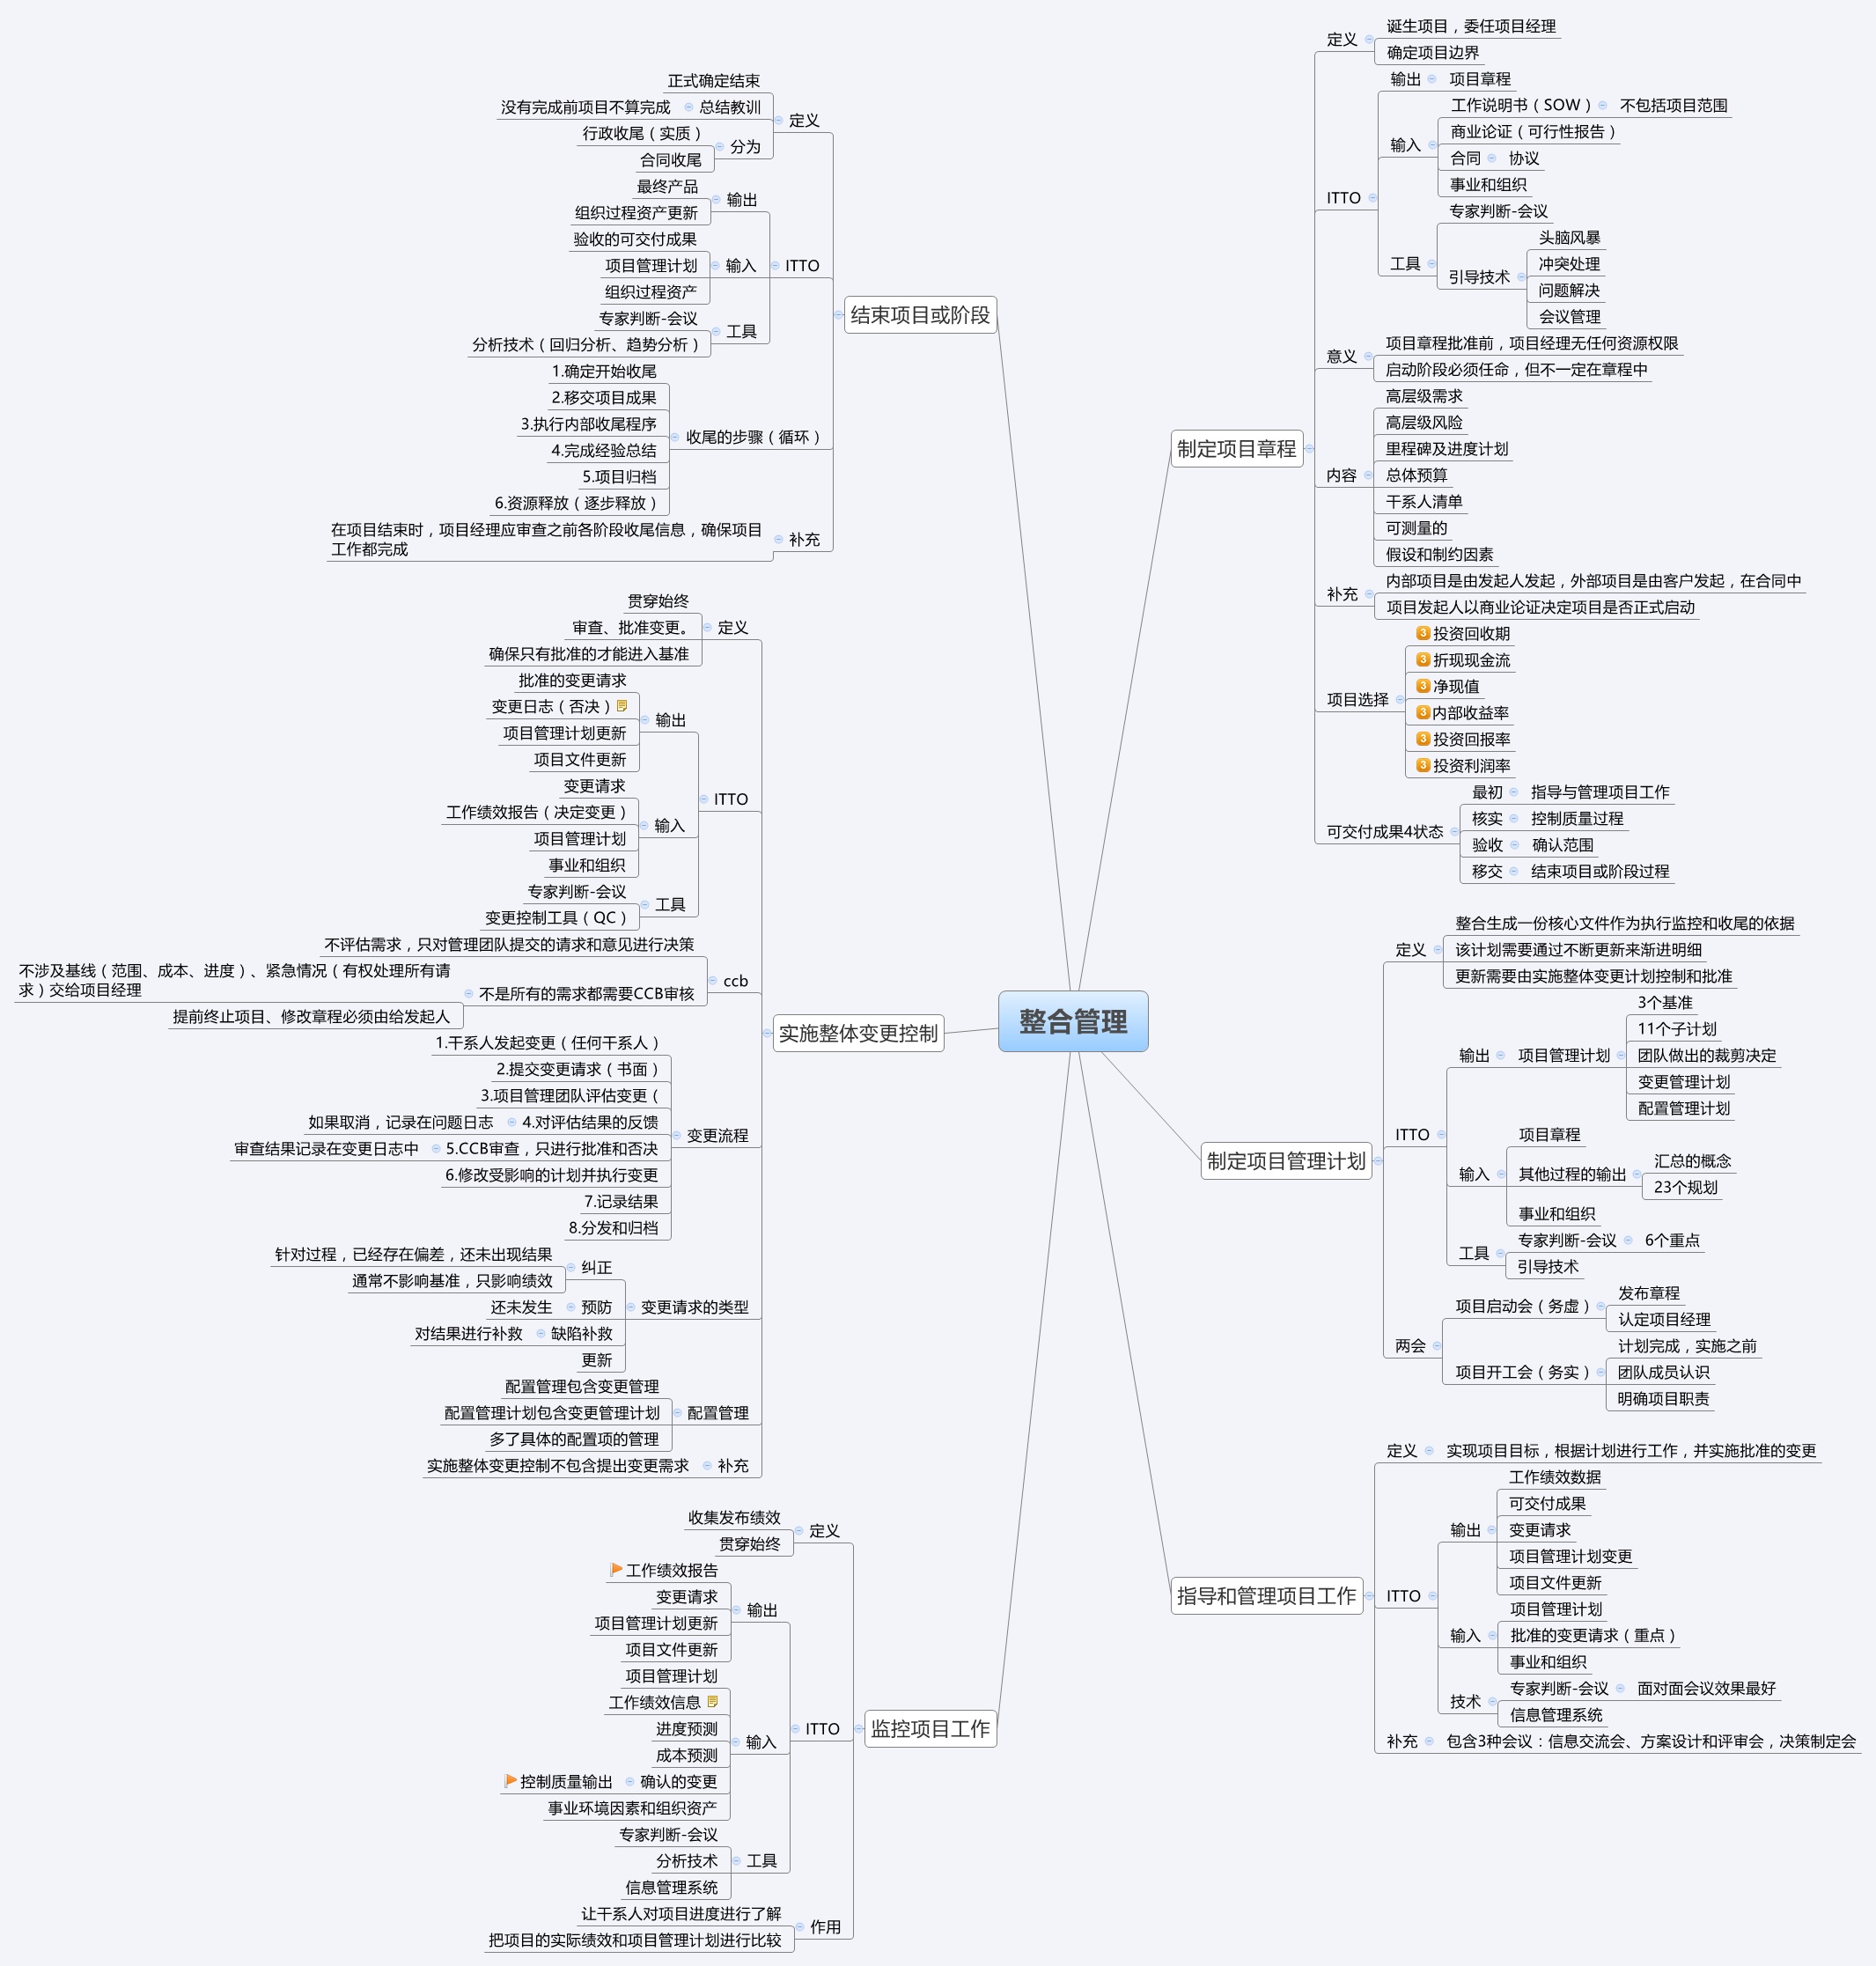 整合管理
制定项目章程
定义
诞生项目，委任项目经理
确定项目边界
ITTO
输出
项目章程
输入
工作说明书（SOW）
不包括项目范围
商业论证（可行性报告）
合同
协议
事业和组织
工具
专家判断-会议
引导技术
头脑风暴
冲突处理
问题解决
会议管理
意义
项目章程批准前，项目经理无任何资源权限
启动阶段必须任命，但不一定在章程中
内容
高层级需求
高层级风险
里程碑及进度计划
总体预算
干系人清单
可测量的
假设和制约因素
补充
内部项目是由发起人发起，外部项目是由客户发起，在合同中
项目发起人以商业论证决定项目是否正式启动
项目选择
3 投资回收期
3 折现现金流
3 净现值
3 内部收益率
3 投资回报率
3 投资利润率
可交付成果4状态
最初
指导与管理项目工作
核实
控制质量过程
验收
确认范围
移交
结束项目或阶段过程
制定项目管理计划
定义
整合生成一份核心文件作为执行监控和收尾的依据
该计划需要通过不断更新来渐进明细
更新需要由实施整体变更计划控制和批准
ITTO
输出
项目管理计划
3个基准
11个子计划
团队做出的裁剪决定
变更管理计划
配置管理计划
输入
项目章程
其他过程的输出
汇总的概念
23个规划
事业和组织
工具
专家判断-会议
6个重点
引导技术
两会
项目启动会（务虚）
发布章程
认定项目经理
项目开工会（务实）
计划完成，实施之前
团队成员认识
明确项目职责
指导和管理项目工作
定义
实现项目目标，根据计划进行工作，并实施批准的变更
ITTO
输出
工作绩效数据
可交付成果
变更请求
项目管理计划变更
项目文件更新
输入
项目管理计划
批准的变更请求（重点）
事业和组织
技术
专家判断-会议
面对面会议效果最好
信息管理系统
补充
包含3种会议：信息交流会、方案设计和评审会，决策制定会
结束项目或阶段
定义
正式确定结束
总结教训
没有完成前项目不算完成
分为
行政收尾（实质）
合同收尾
ITTO
输出
最终产品
组织过程资产更新
输入
验收的可交付成果
项目管理计划
组织过程资产
工具
专家判断-会议
分析技术（回归分析、趋势分析）
收尾的步骤（循环）
1.确定开始收尾
2.移交项目成果
3.执行内部收尾程序
4.完成经验总结
5.项目归档
6.资源释放（逐步释放）
补充
在项目结束时，项目经理应审查之前各阶段收尾信息，确保项目
工作都完成
实施整体变更控制
定义
贯穿始终
审查、批准变更。
确保只有批准的才能进入基准
ITTO
输出
批准的变更请求
变更日志（否决）
项目管理计划更新
项目文件更新
输入
变更请求
工作绩效报告（决定变更）
项目管理计划
事业和组织
工具
专家判断-会议
变更控制工具（QC）
ccb
不评估需求，只对管理团队提交的请求和意见进行决策
不是所有的需求都需要CCB审核
不涉及基线（范围、成本、进度）、紧急情况（有权处理所有请
求）交给项目经理
提前终止项目、修改章程必须由给发起人
变更流程
1.干系人发起变更（任何干系人）
2.提交变更请求（书面）
3.项目管理团队评估变更（
4.对评估结果的反馈
如果取消，记录在问题日志
5.CCB审查，只进行批准和否决
审查结果记录在变更日志中
6.修改受影响的计划并执行变更
7.记录结果
8.分发和归档
变更请求的类型
纠正
针对过程，已经存在偏差，还未出现结果
通常不影响基准，只影响绩效
预防
还未发生
缺陷补救
对结果进行补救
更新
配置管理
配置管理包含变更管理
配置管理计划包含变更管理计划
多了具体的配置项的管理
补充
实施整体变更控制不包含提出变更需求
监控项目工作
定义
收集发布绩效
贯穿始终
ITTO
输出
工作绩效报告
变更请求
项目管理计划更新
项目文件更新
输入
项目管理计划
工作绩效信息
进度预测
成本预测
确认的变更
控制质量输出
事业环境因素和组织资产
工具
专家判断-会议
分析技术
信息管理系统
作用
让干系人对项目进度进行了解
把项目的实际绩效和项目管理计划进行比较